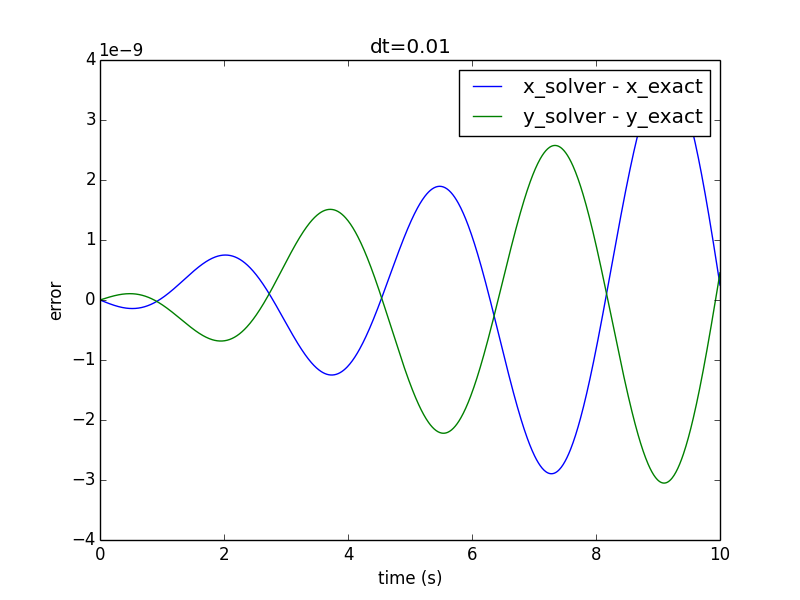 dt=0.01
1e−9
x_solver - x_exact
y_solver - y_exact
4
3
2
1
0
−1
−2
−3
−4
error
0 2 4 6 8 10
time (s)